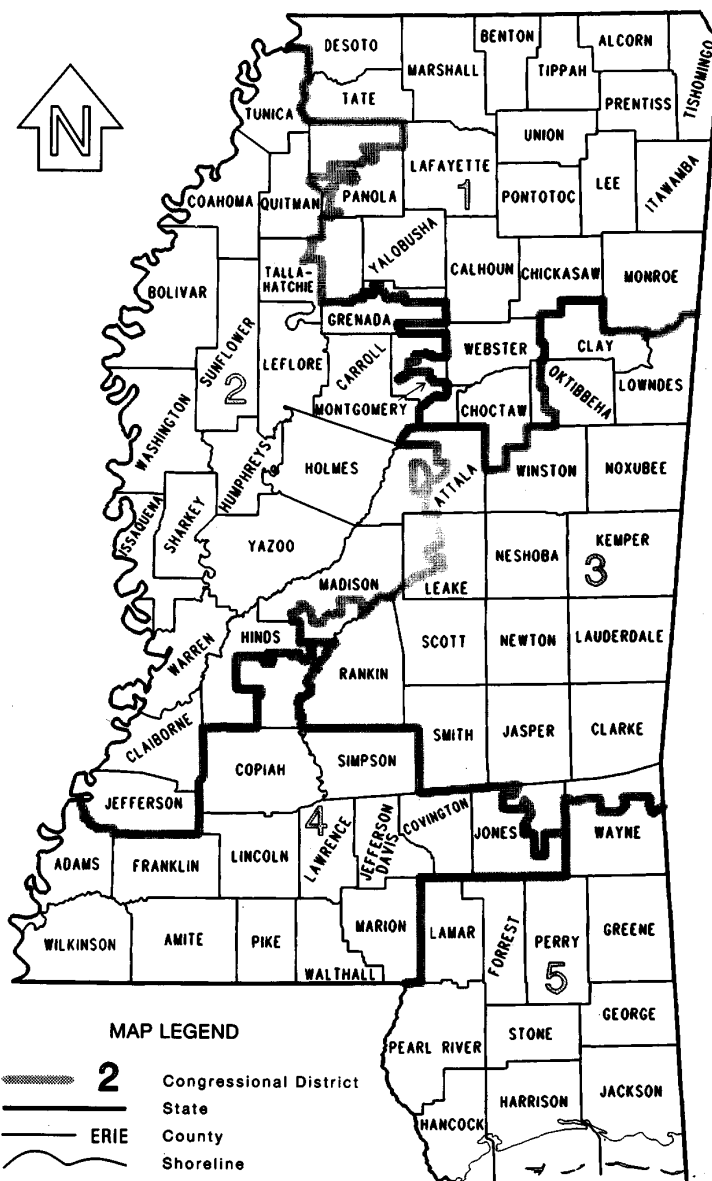 DESOTO
BENTON
ALCORN
MARSHALL
TIPPAH
TISHOMINGO
N
TATE
TUNICA
PRENTISS
UNION
LAFAYETTE
1
LEE
ITAWAMBA
COAHOMA
QUITMAN
PANOLA
PONTOTOC
YALOBUSHA
TALLA-
HATCHIE
CALHOUN
CHICKASAW
MONROE
BOLIVAR
GRENADA
SUNFLOWER
2
LEFLORE
CARROLL
WEBSTER
CLAY
OKTIBBEHA
LOWNDES
WASHINGTON
MONTGOMERY
CHOCTAW
HUMPHREYS
HOLMES
ATTALA
WINSTON
NOXUBEE
ISSAQUENA
SHARKEY
YAZOO
NESHOBA
KEMPER
3
MADISON
LEAKE
HINDS
WARREN
SCOTT
NEWTON
LAUDERDALE
RANKIN
CLAIBORNE
SMITH
JASPER
CLARKE
COPIAH
SIMPSON
JEFFERSON
4
LAWRENCE
JEFFERSON
DAVIS
COVINGTON
JONES
WAYNE
ADAMS
FRANKLIN
LINCOLN
WILKINSON
AMITE
PIKE
WALTHALL
MARION
LAMAR
FORREST
PERRY
5
GREENE
GEORGE
STONE
PEARL RIVER
HANCOCK
HARRISON
JACKSON
MAP LEGEND
2 Congressional District
State
ERIE County
Shoreline